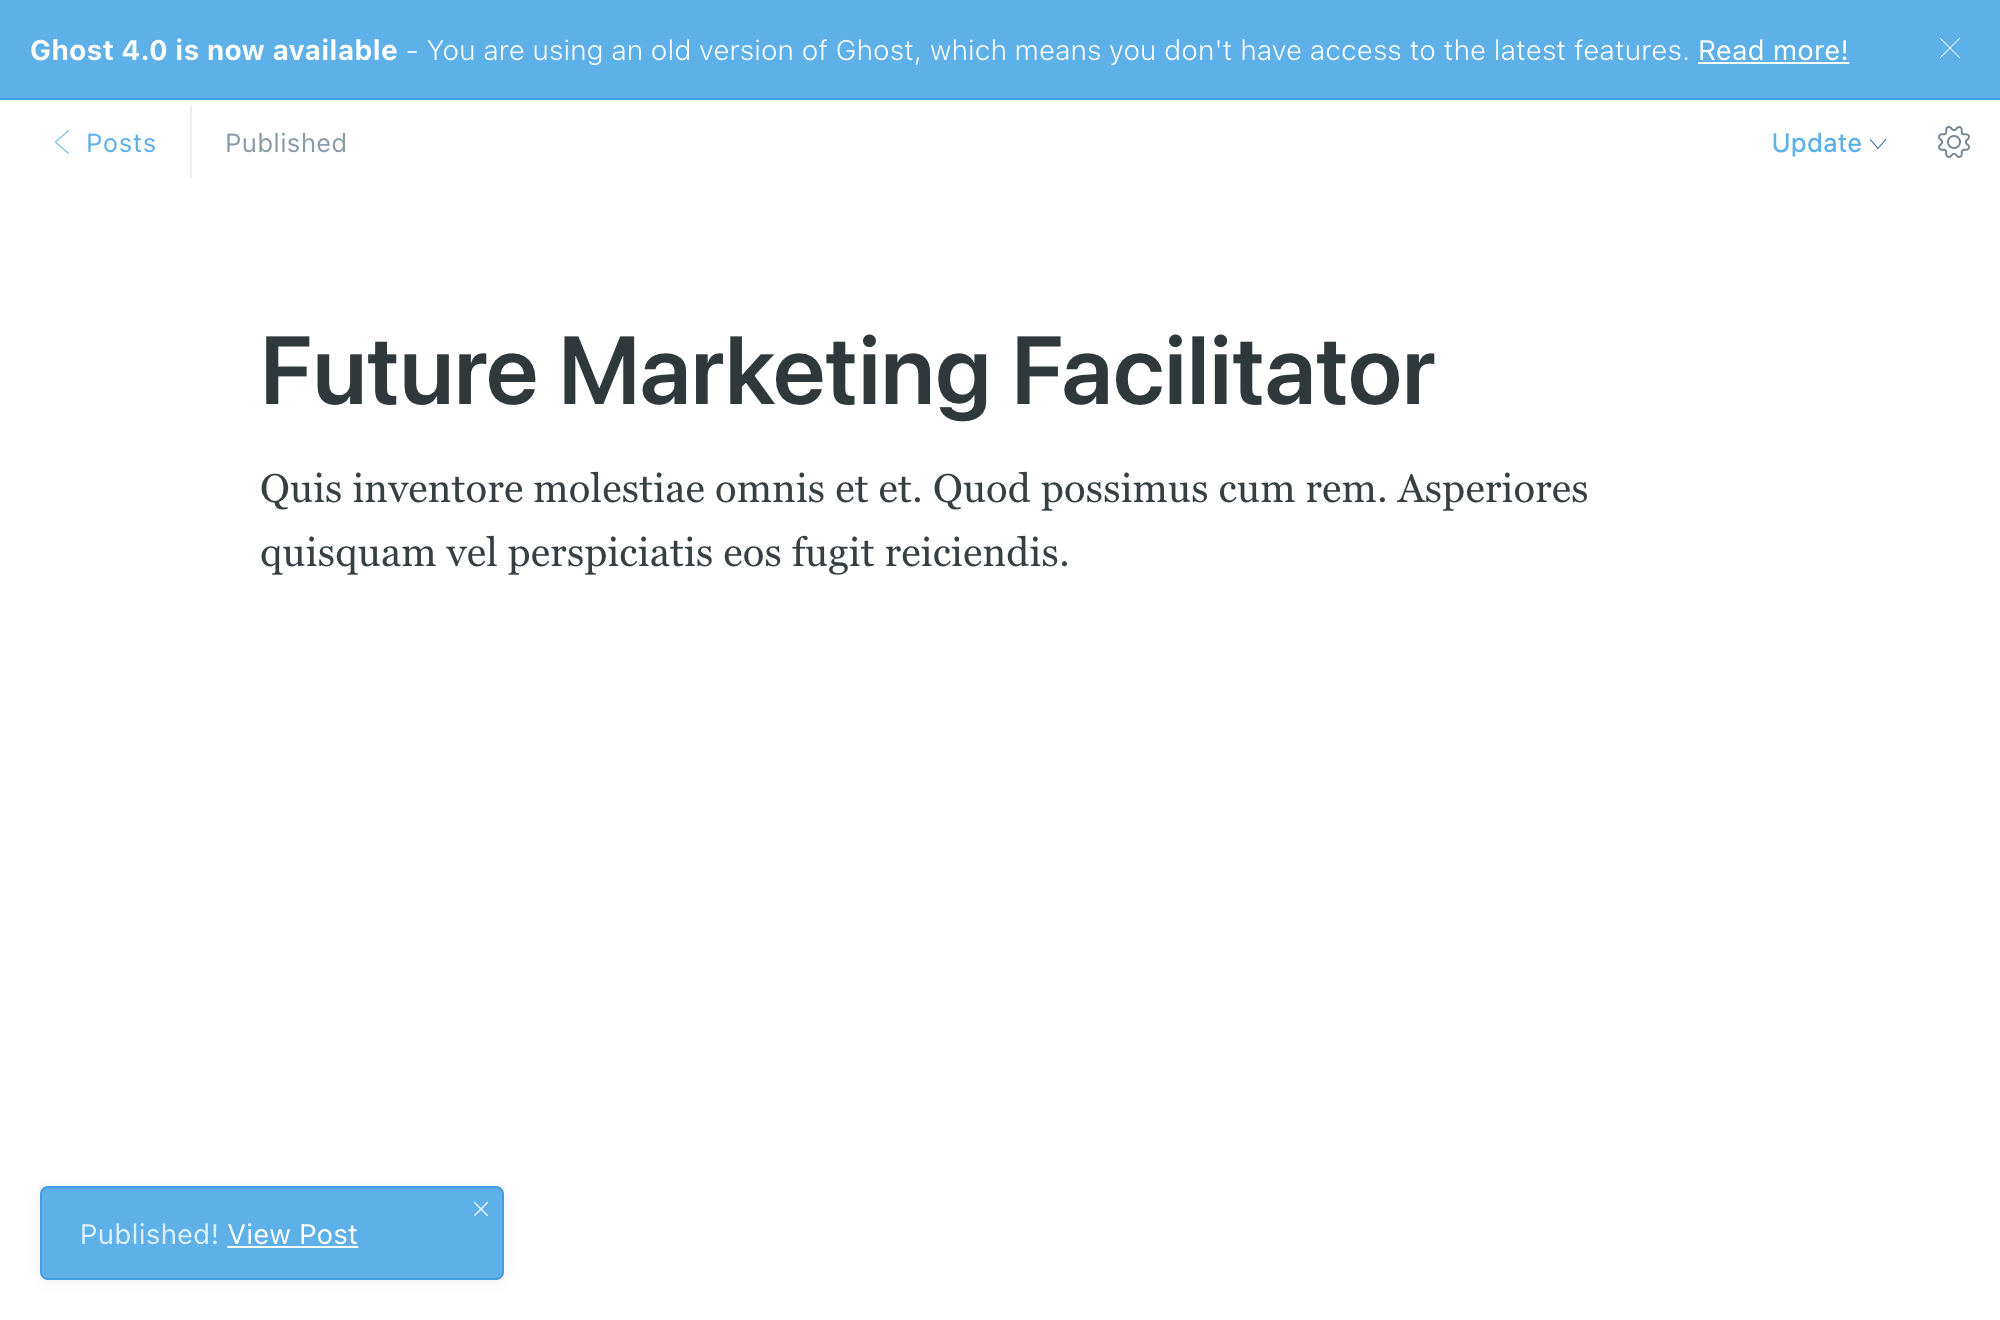 Ghost 4.0 is now available - You are using an old version of Ghost, which means you don't have access to the latest features. Read more!
Posts
Published
Update
Future Marketing Facilitator
Quis inventore molestiae omnis et et. Quod possimus cum rem. Asperiores
quisquam vel perspiciatis eos fugit reiciendis.
Published! View Post